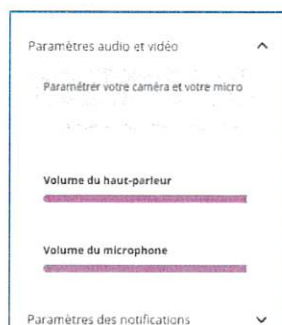 Paramètres audio et vidéo
Paramétrer votre caméra et votre micro
Volume du haut-parleur
Volume du microphone
Paramètres des notifications